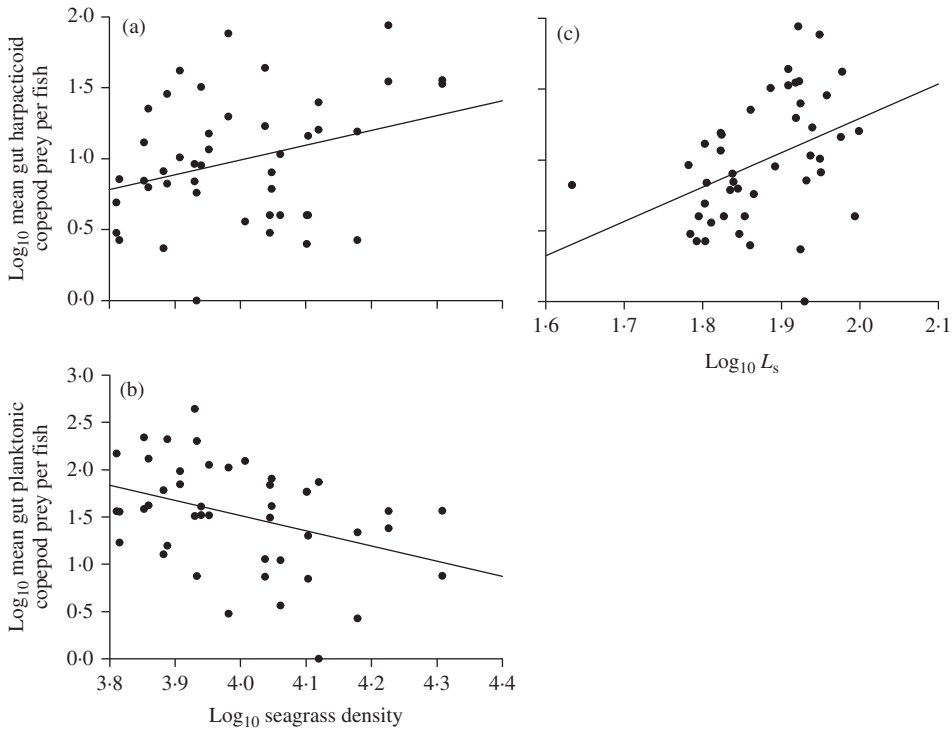 (a)
Log10 mean gut harpacticoid
copepod prey per fish
2·0
1·5
1·0
0·5
0·0
(c)
1·6 1·7 1·8 1·9 2·0 2·1
Log10 Ls
(b)
Log10 mean gut planktonic
copepod prey per fish
3·0
2·5
2·0
1·5
1·0
0·5
0·0
3·8 3·9 4·0 4·1 4·2 4·3 4·4
Log10 seagrass density